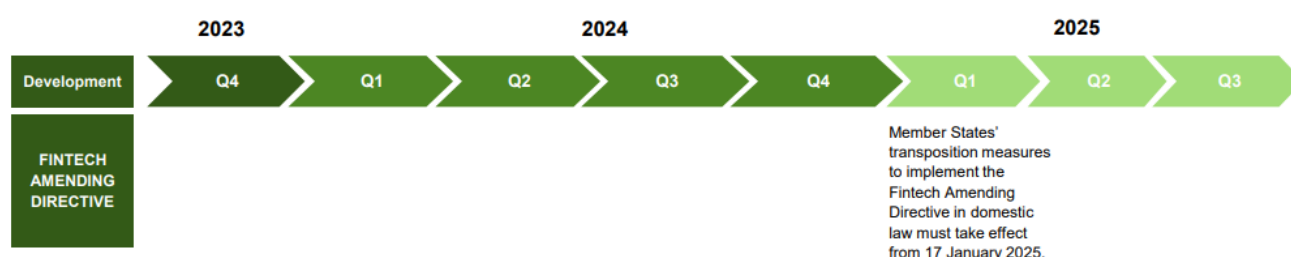 2023 2024 2025
Development Q4 Q1 Q2 Q3 Q4 Q1 Q2 Q3
FINTECH
AMENDING
DIRECTIVE
Member States’
transposition measures
to implement the
Fintech Amending
Directive in domestic
law must take effect
from 17 January 2025.